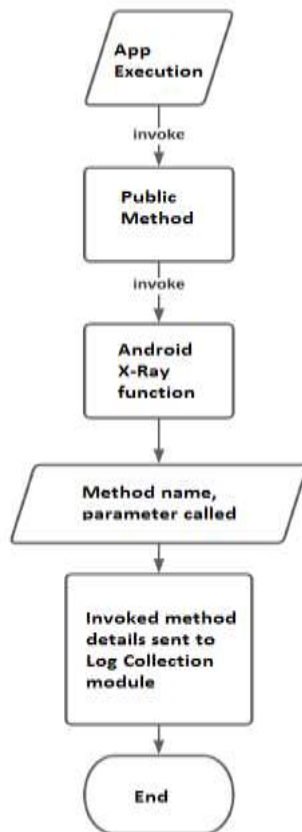 App
Execution
invoke
Public
Method
invoke
Android
X-Ray
function
Method name,
parameter called
Invoked method
details sent to
Log Collection
module
End